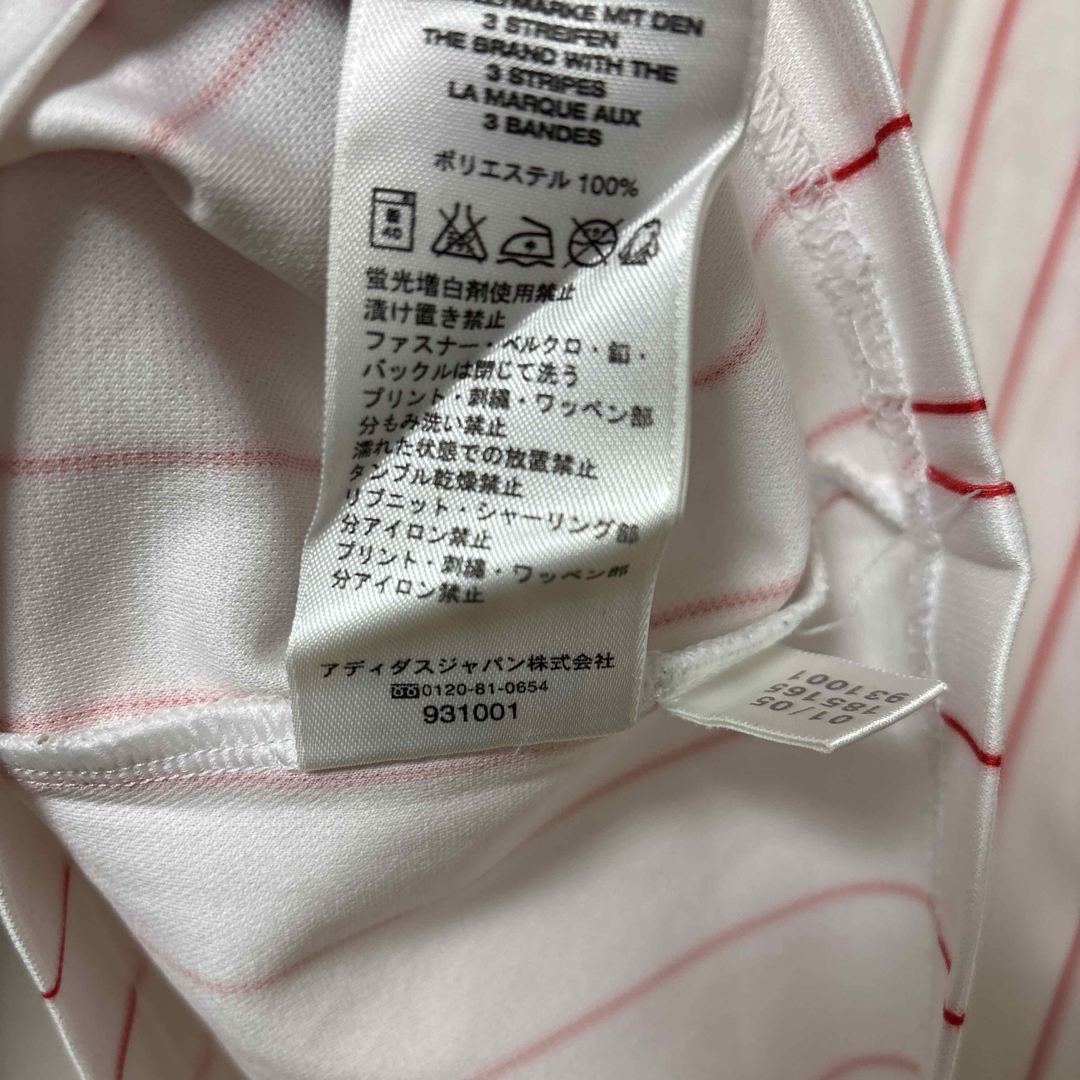 MARKE MIT DEN
3 STREIFEN
THE BRAND WITH THE
3 STRIPES
LA MARQUE AUX
3 BANDES
ポリエステル 100%
40
蛍光増白剤使用禁止
漬け置き禁止
ファスナー・ベルクロ・釦・
バックルは閉じて洗う
プリント・刺繍・ワッペン部
分もみ洗い禁止
濡れた状態での放置禁止
タンブル乾燥禁止
リブニット・シャーリング部
分アイロン禁止
プリント・刺繍・ワッペン部
分アイロン禁止
アディダスジャパン株式会社
0120-81-0654
931001
01/05
185165
931001